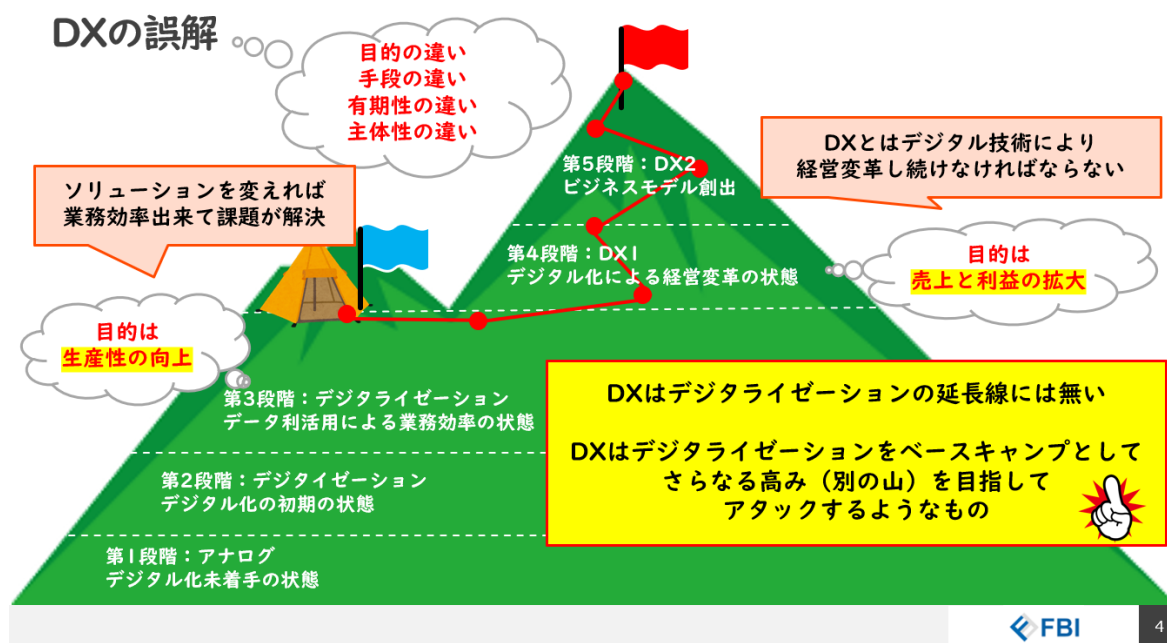 DXの誤解
目的の違い
手段の違い
有期性の違い
主体性の違い
DXとはデジタル技術により
経営変革し続けなければならない
ソリューションを変えれば
業務効率出来て課題が解決
第5段階：DX2
ビジネスモデル創出
第4段階：DX1
デジタル化による経営変革の状態
目的は
売上と利益の拡大
目的は
生産性の向上
第3段階：デジタライゼーション
データ利活用による業務効率の状態
第2段階：デジタイゼーション
デジタル化の初期の状態
第1段階：アナログ
デジタル化未着手の状態
DXはデジタライゼーションの延長線には無い
DXはデジタライゼーションをベースキャンプとして
さらなる高み（別の山）を目指して
アタックするようなもの
FBI
4